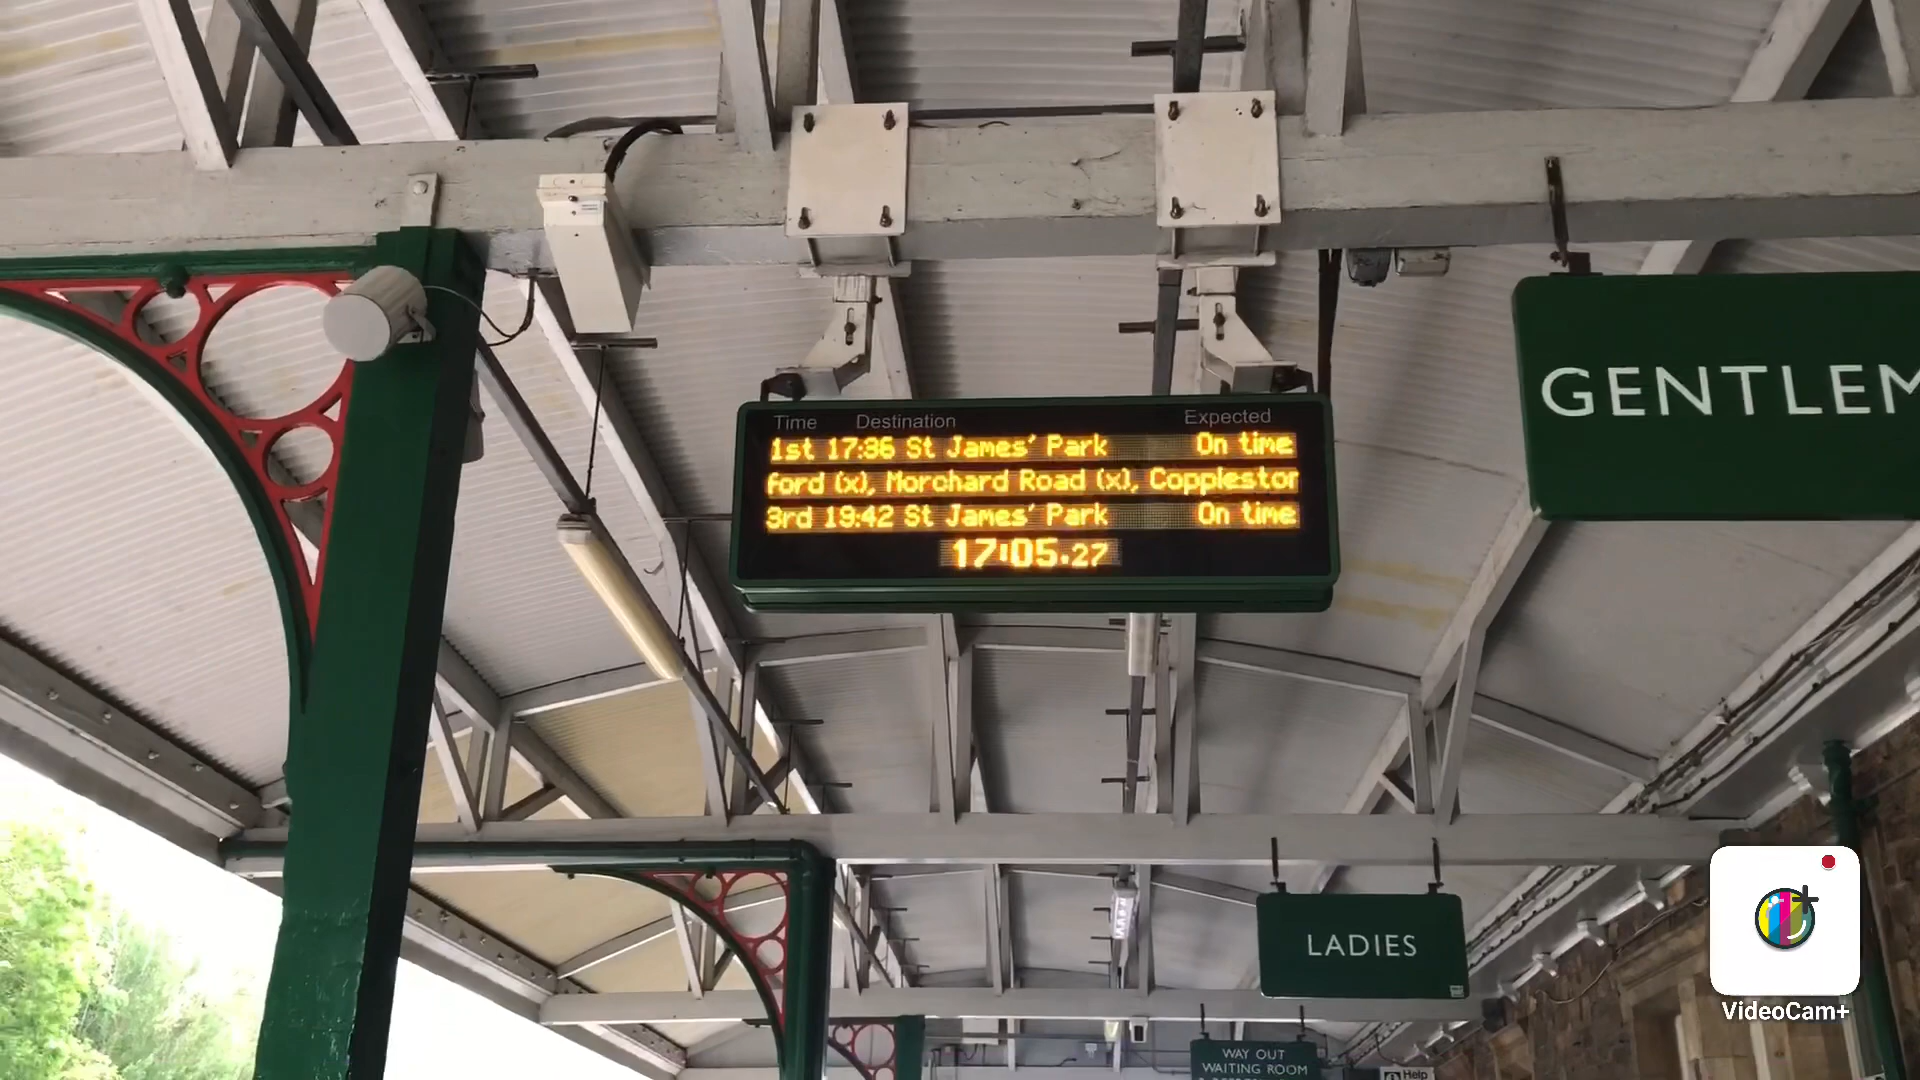 Time Destination Expected
1st 17:36 St James' Park On time
ford (x), Morchard Road (x), Copplestor
3rd 19:42 St James' Park On time
17:05.27
GENTLEM
LADIES
WAY OUT
WAITING ROOM
Help
VideoCam+